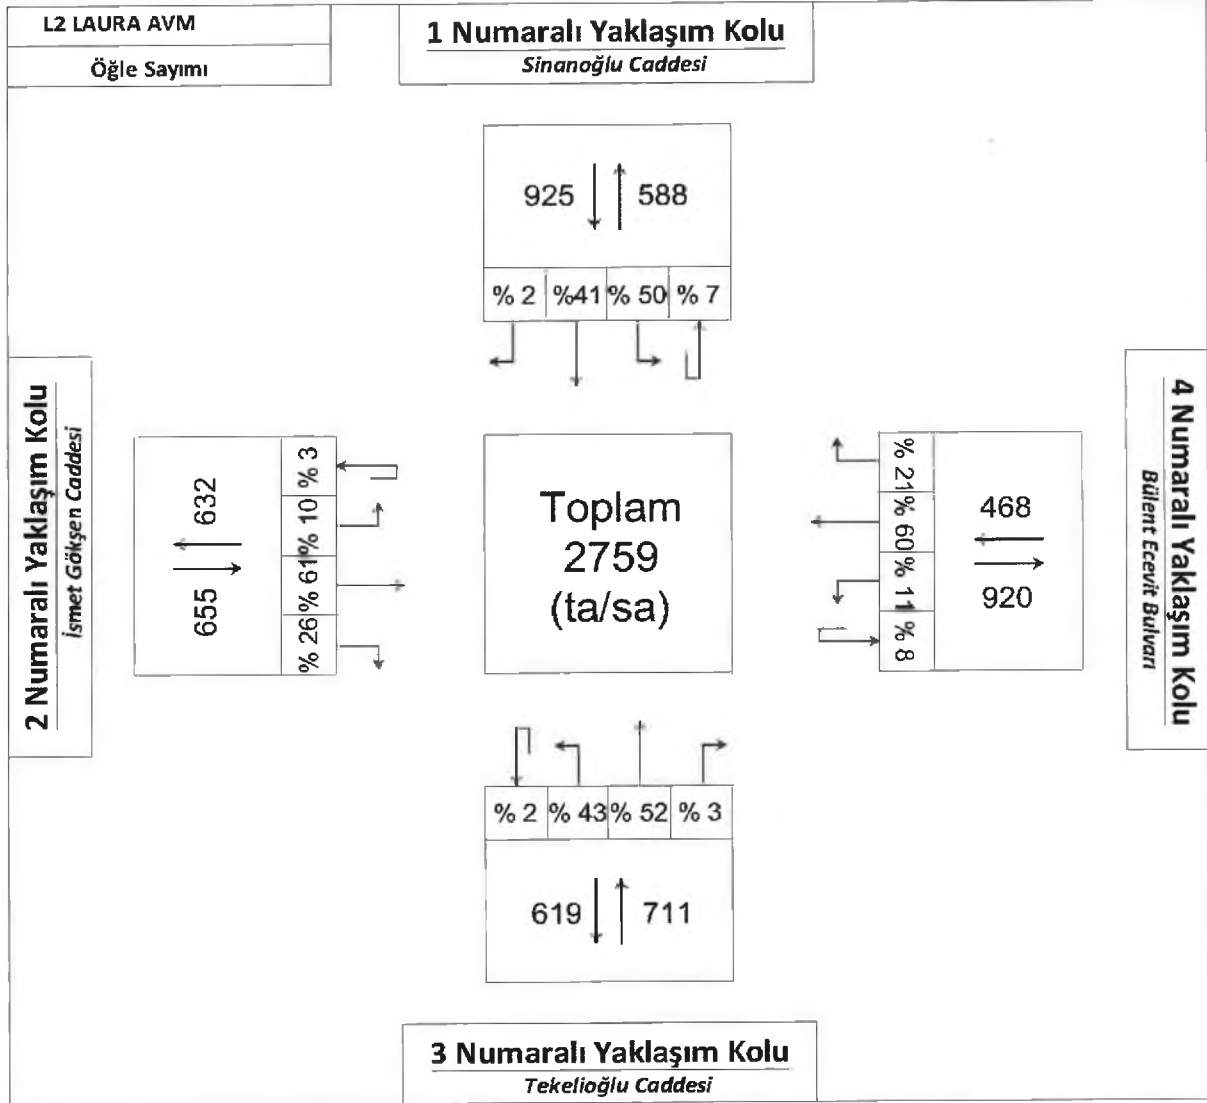 L2 LAURA AVM
Öğle Sayımı
1 Numaralı Yaklaşım Kolu
Sinanoğlu Caddesi
925 588
% 2 %41 % 50 % 7
2 Numaralı Yaklaşım Kolu
İsmet Gökşen Caddesi
632
655
% 3
% 10
% 61
% 26
Toplam
2759
(ta/sa)
% 21
% 60
% 11
% 8
468
920
4 Numaralı Yaklaşım Kolu
Bülent Ecevit Bulvarı
% 2 % 43 % 52 % 3
619 711
3 Numaralı Yaklaşım Kolu
Tekelioğlu Caddesi